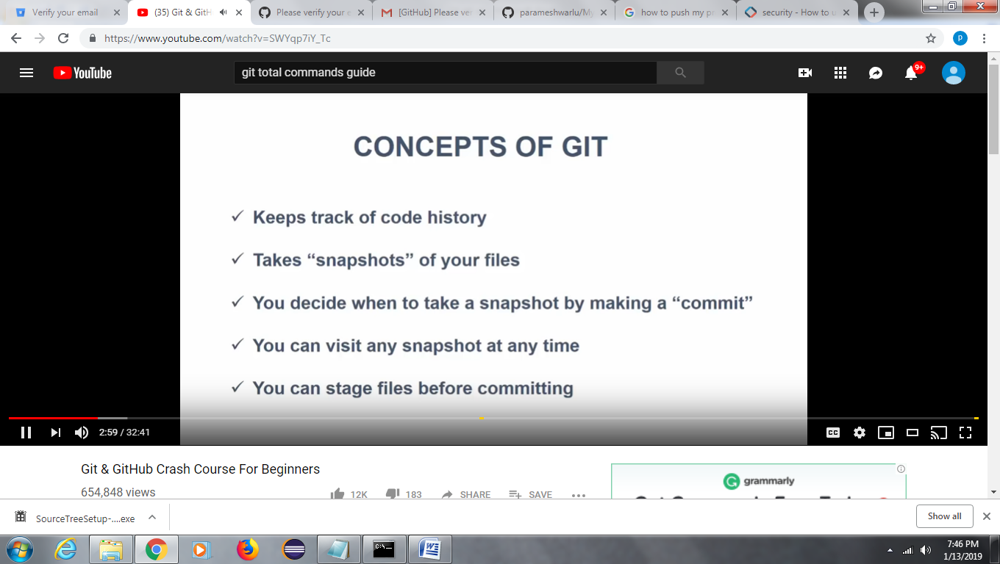 Verify your email
(35) Git & GitH
Please verify your e
[GitHub] Please ver
parameshwarlu/My
how to push my pr
security - How to u
https://www.youtube.com/watch?v=SWYqp7iY_Tc
P
YouTube
git total commands guide
9+
CONCEPTS OF GIT
✓ Keeps track of code history
✓ Takes “snapshots” of your files
✓ You decide when to take a snapshot by making a “commit”
✓ You can visit any snapshot at any time
✓ You can stage files before committing
2:59 / 32:41
CC
Git & GitHub Crash Course For Beginners
654,848 views
12K
183
SHARE
SAVE
grammarly
SourceTreeSetup-....exe
Show all
C:\
W
7:46 PM
1/13/2019